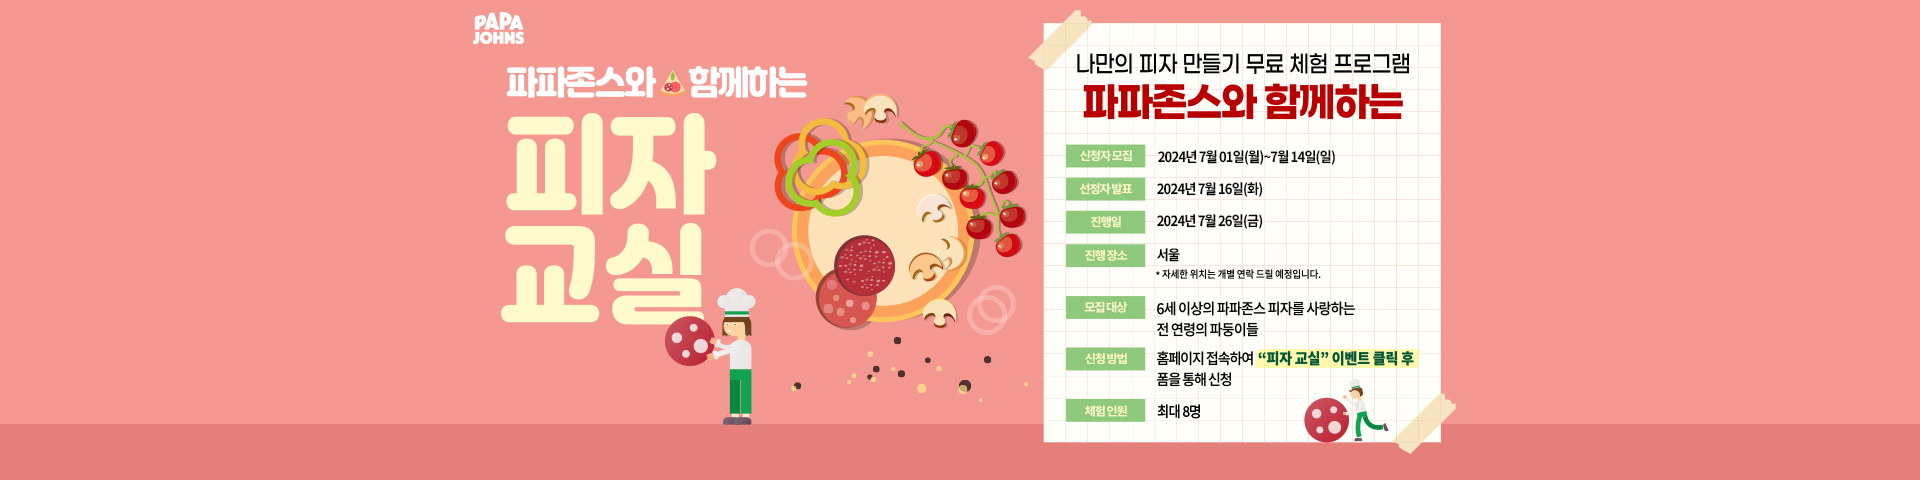 PAPA
JOHNS
파파존스와 함께하는
피자
교실
나만의 피자 만들기 무료 체험 프로그램
파파존스와 함께하는
신청자 모집 2024년 7월 01일(월)~7월 14일(일)
선정자 발표 2024년 7월 16일(화)
진행일 2024년 7월 26일(금)
진행 장소 서울
* 자세한 위치는 개별 연락 드릴 예정입니다.
모집 대상 6세 이상의 파파존스 피자를 사랑하는
전 연령의 파둥이들
신청 방법 홈페이지 접속하여 “피자 교실” 이벤트 클릭 후
폼을 통해 신청
체험 인원 최대 8명